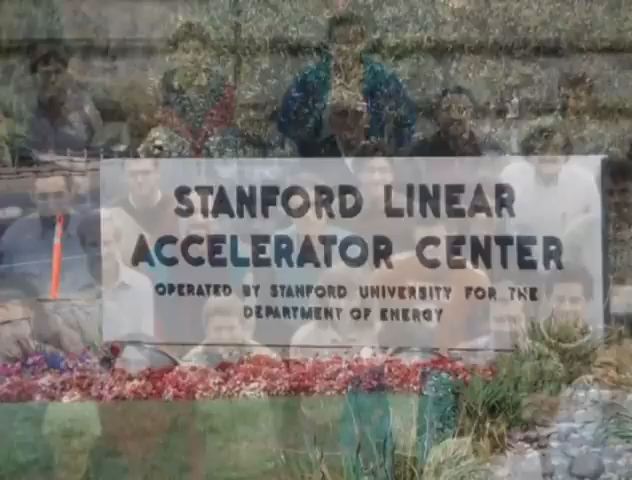 STANFORD LINEAR
ACCELERATOR CENTER
OPERATED BY STANFORD UNIVERSITY FOR THE
DEPARTMENT OF ENERGY